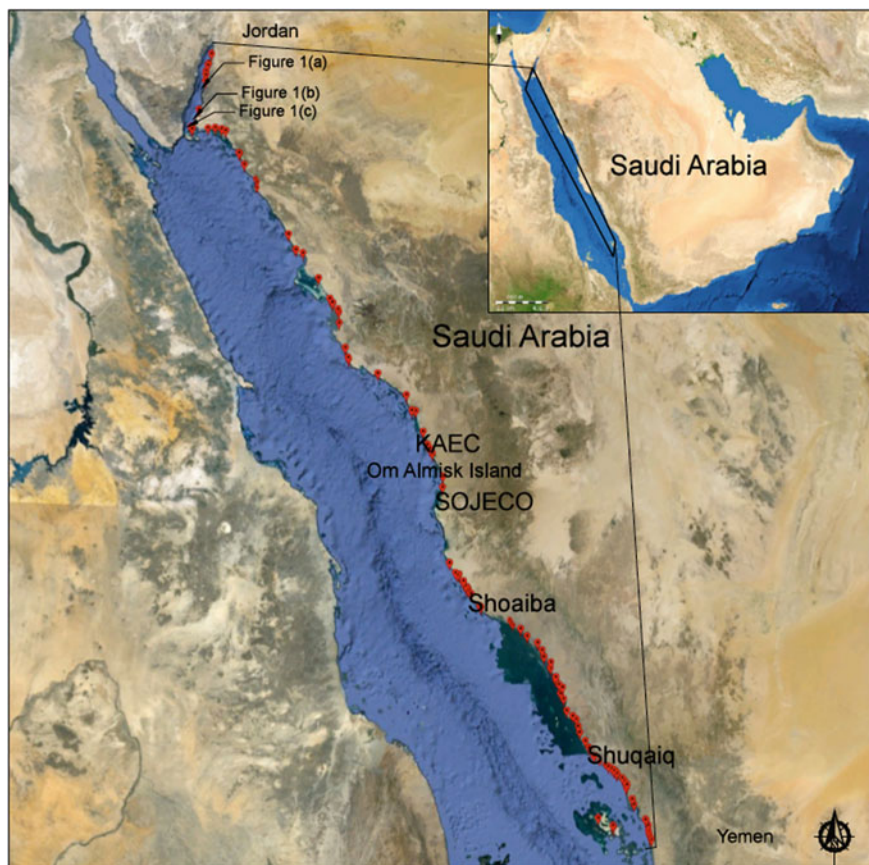 Jordan
Figure 1(a)
Figure 1(b)
Figure 1(c)
Saudi Arabia
Saudi Arabia
KAEC
Om Almisk Island
SOJECO
Shoaiba
Shuqaiq
Yemen